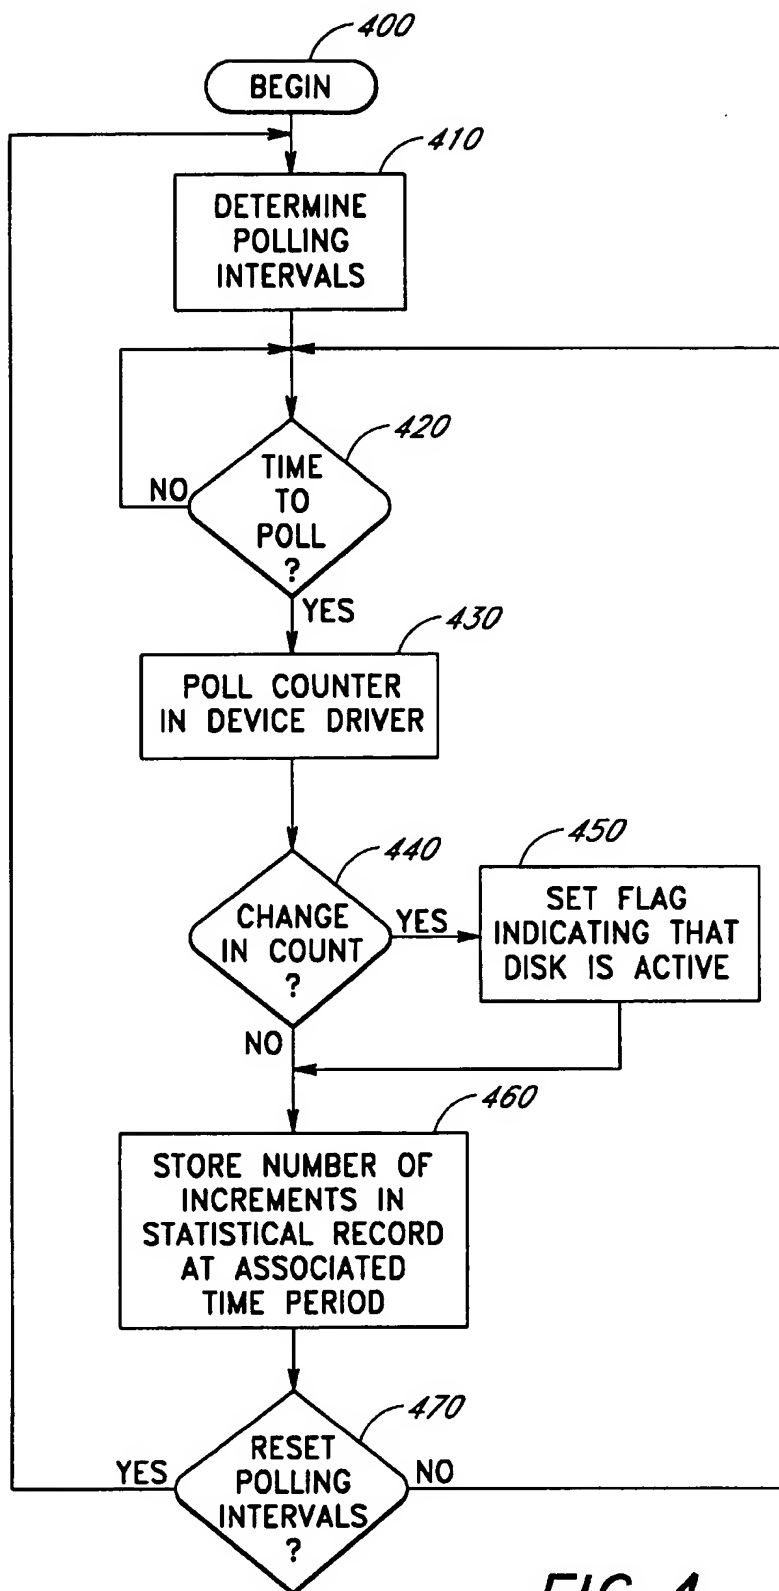 400
BEGIN
410
DETERMINE
POLLING
INTERVALS
420
TIME
TO
POLL
?
NO
YES
430
POLL COUNTER
IN DEVICE DRIVER
440
CHANGE
IN COUNT
?
YES
NO
450
SET FLAG
INDICATING THAT
DISK IS ACTIVE
460
STORE NUMBER OF
INCREMENTS IN
STATISTICAL RECORD
AT ASSOCIATED
TIME PERIOD
470
RESET
POLLING
INTERVALS
?
YES
NO
FIG. 4